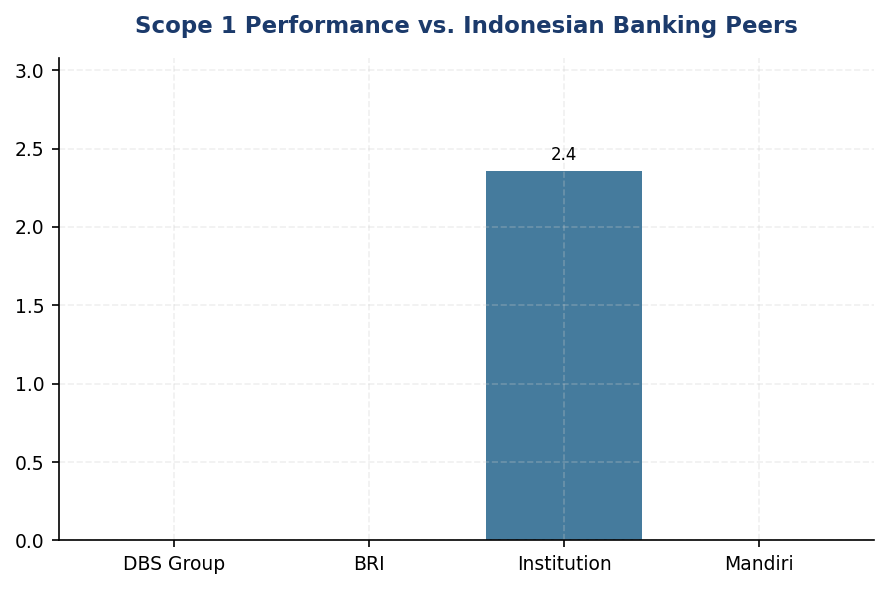 Scope 1 Performance vs. Indonesian Banking Peers
3.0
2.5
2.4
2.0
1.5
1.0
0.5
0.0
DBS Group
BRI
Institution
Mandiri